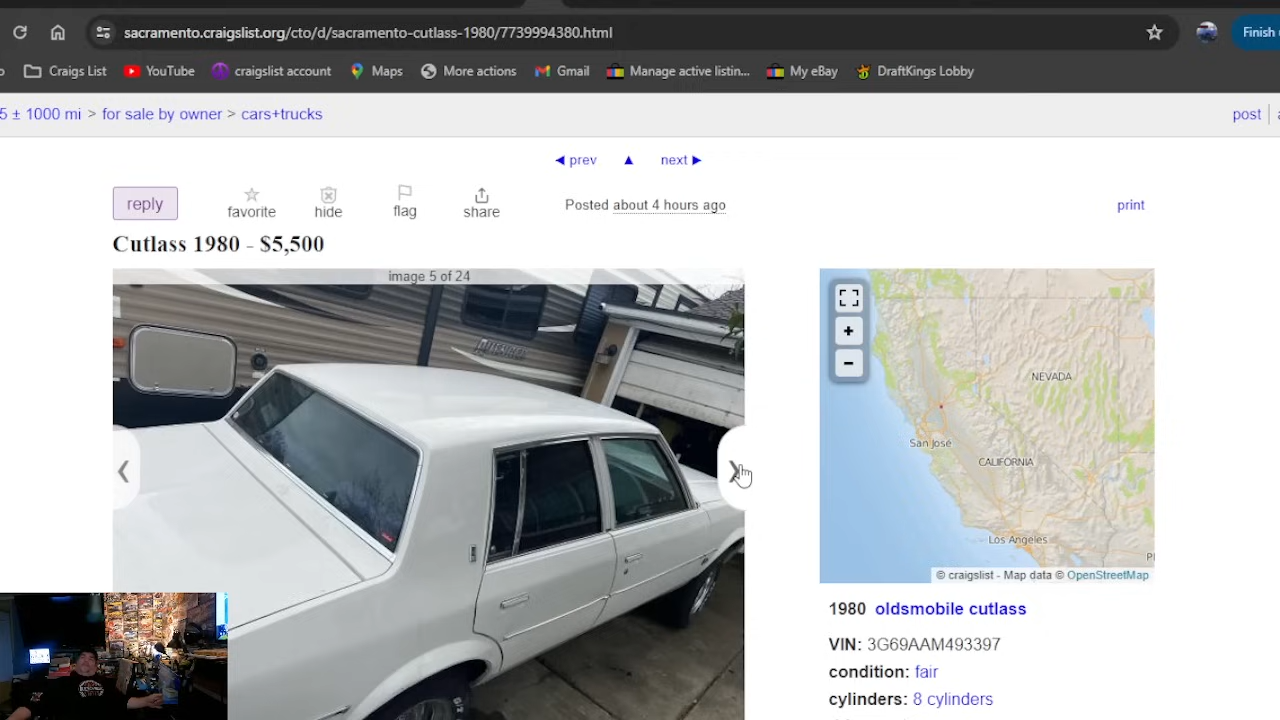 sacramento.craigslist.org/cto/d/sacramento-cutlass-1980/7739994380.html
Finish
Craigs List
YouTube
craigslist account
Maps
More actions
Gmail
Manage active listin...
My eBay
DraftKings Lobby
5 ± 1000 mi > for sale by owner > cars+trucks
post
◀ prev ▲ next ▶
reply
favorite
hide
flag
share
Posted about 4 hours ago
print
Cutlass 1980 - $5,500
image 5 of 24
+
−
NEVADA
San José
CALIFORNIA
Los Angeles
© craigslist - Map data © OpenStreetMap
1980 oldsmobile cutlass
VIN: 3G69AAM493397
condition: fair
cylinders: 8 cylinders